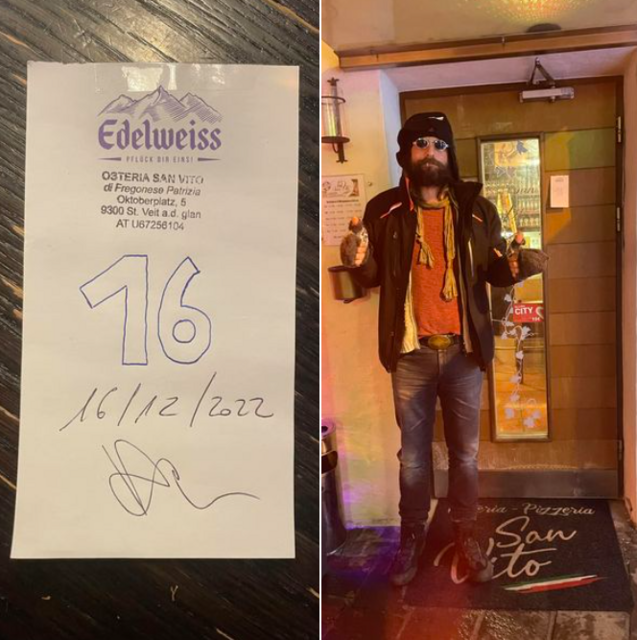 Edelweiss
PFLÜCK DIR EINS!
OSTERIA SAN VITO
di Fregonese Patrizia
Oktoberplatz, 5
9300 St. Veit a.d. glan
AT U67256104
16
16/12/2022
CITY
eria - Pizzeria
San
Vito